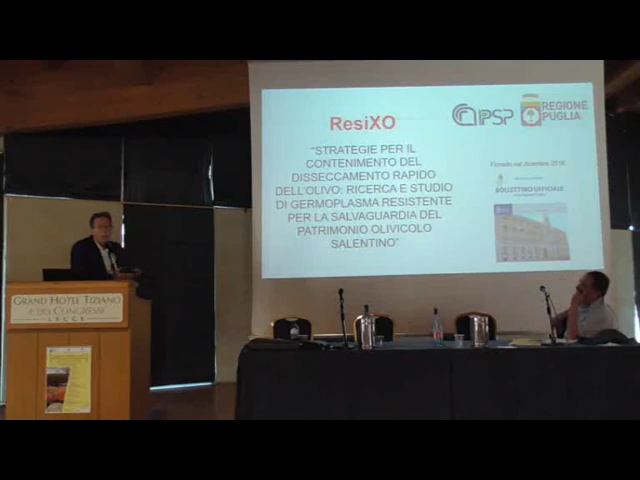 ResiXO
IPSP
REGIONE
PUGLIA
"STRATEGIE PER IL
CONTENIMENTO DEL
DISSECCAMENTO RAPIDO
DELL'OLIVO: RICERCA E STUDIO
DI GERMOPLASMA RESISTENTE
PER LA SALVAGUARDIA DEL
PATRIMONIO OLIVICOLO
SALENTINO"
BOLLETTINO UFFICIALE
GRAND HOTEL TIZIANO
E DEI CONGRESSI
LECCE